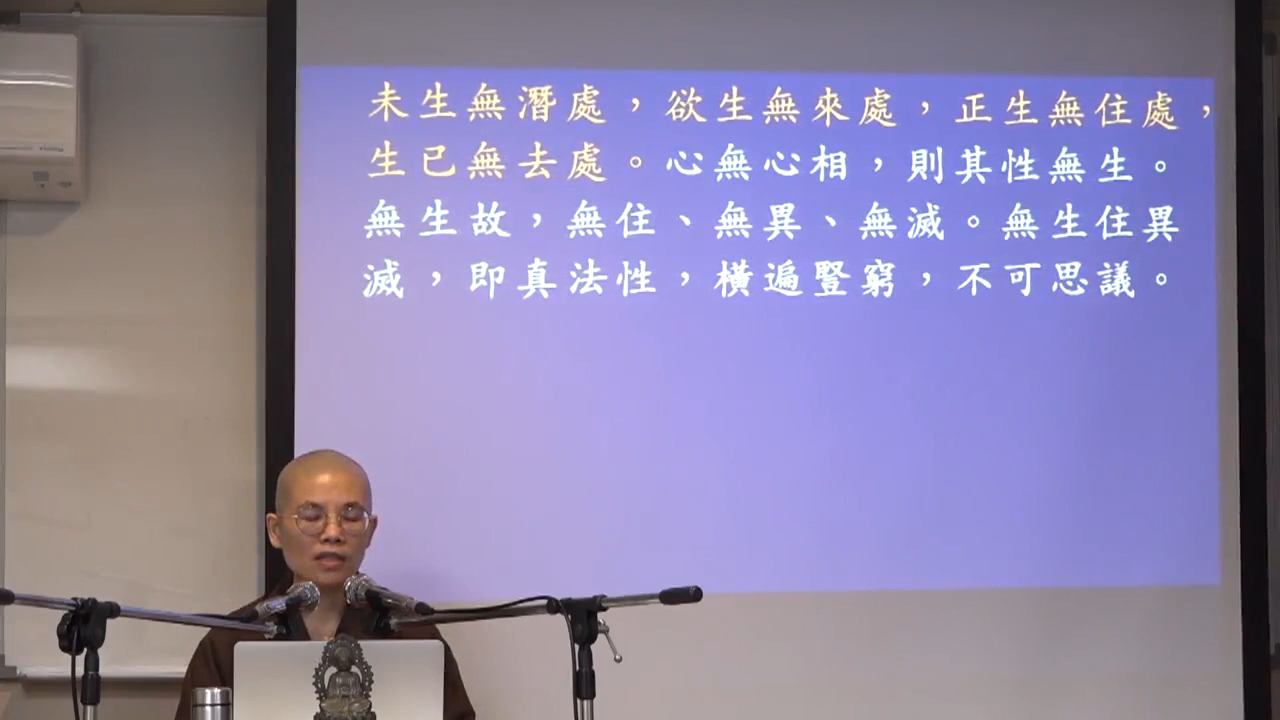 未生無潛處，欲生無來處，正生無住處，
生已無去處。心無心相，則其性無生。
無生故，無住、無異、無滅。無生住異
滅，即真法性，橫遍豎窮，不可思議。